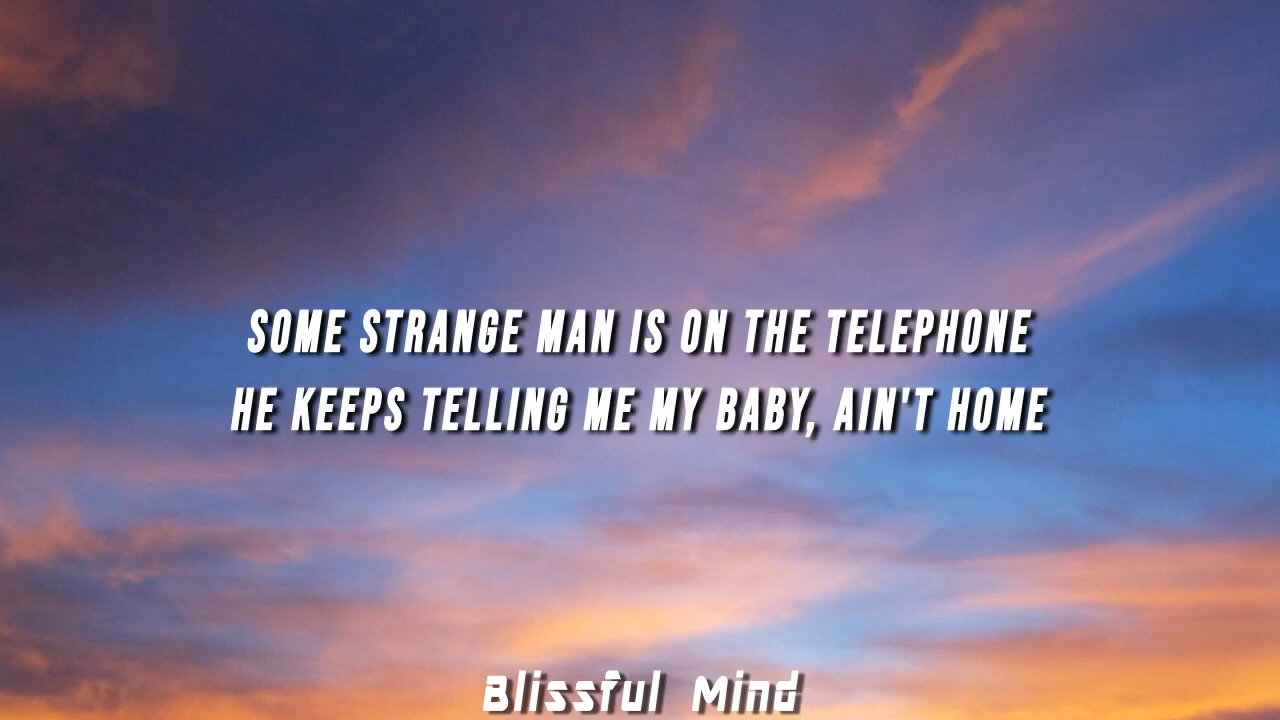 SOME STRANGE MAN IS ON THE TELEPHONE
HE KEEPS TELLING ME MY BABY, AIN'T HOME
Blissful Mind